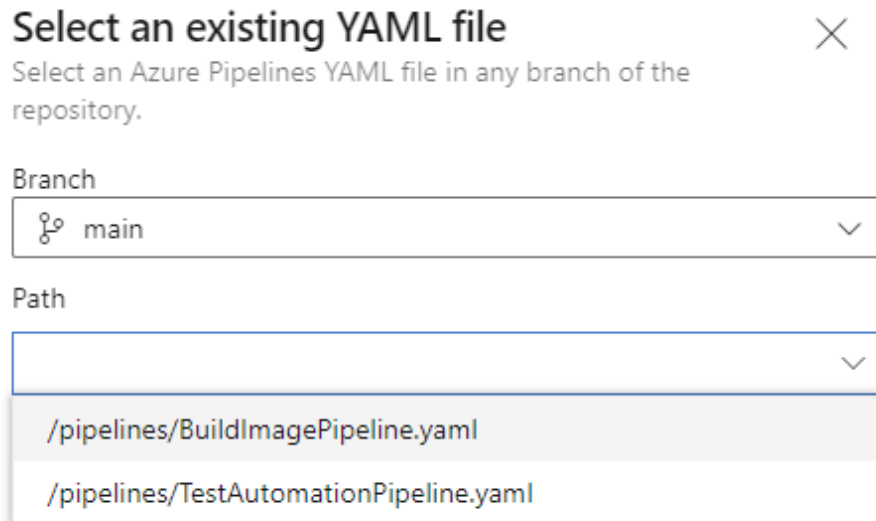 Select an existing YAML file
Select an Azure Pipelines YAML file in any branch of the
repository.
Branch
main
Path
/pipelines/BuildImagePipeline.yaml
/pipelines/TestAutomationPipeline.yaml